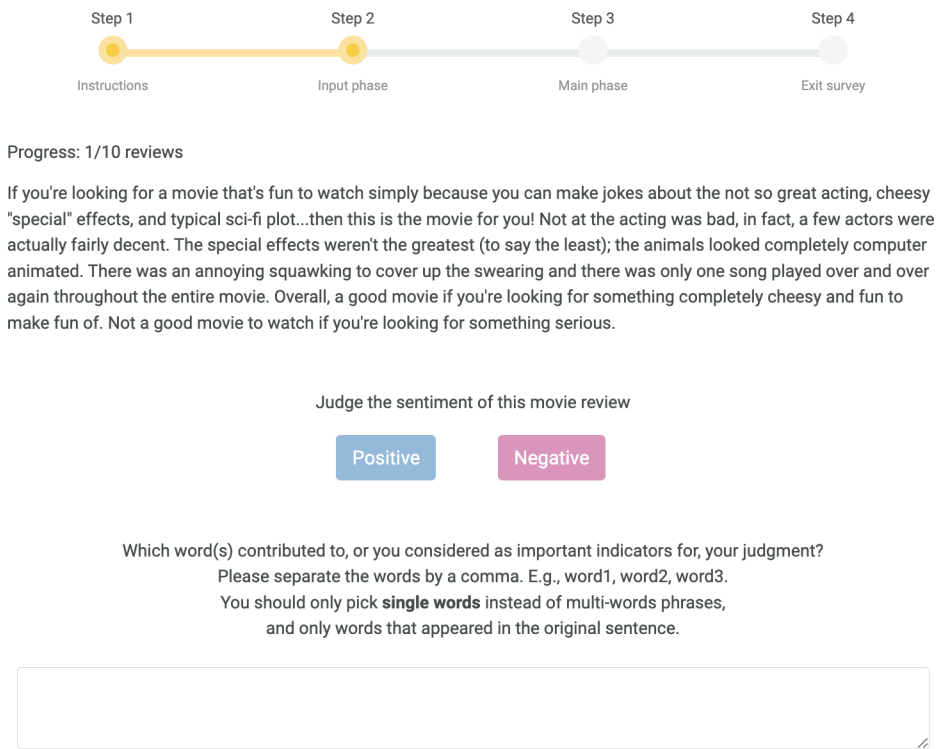 Step 1
Step 2
Step 3
Step 4
Instructions
Input phase
Main phase
Exit survey
Progress: 1/10 reviews
If you're looking for a movie that's fun to watch simply because you can make jokes about the not so great acting, cheesy
"special" effects, and typical sci-fi plot...then this is the movie for you! Not at the acting was bad, in fact, a few actors were
actually fairly decent. The special effects weren't the greatest (to say the least); the animals looked completely computer
animated. There was an annoying squawking to cover up the swearing and there was only one song played over and over
again throughout the entire movie. Overall, a good movie if you're looking for something completely cheesy and fun to
make fun of. Not a good movie to watch if you're looking for something serious.
Judge the sentiment of this movie review
Positive
Negative
Which word(s) contributed to, or you considered as important indicators for, your judgment?
Please separate the words by a comma. E.g., word1, word2, word3.
You should only pick single words instead of multi-words phrases,
and only words that appeared in the original sentence.